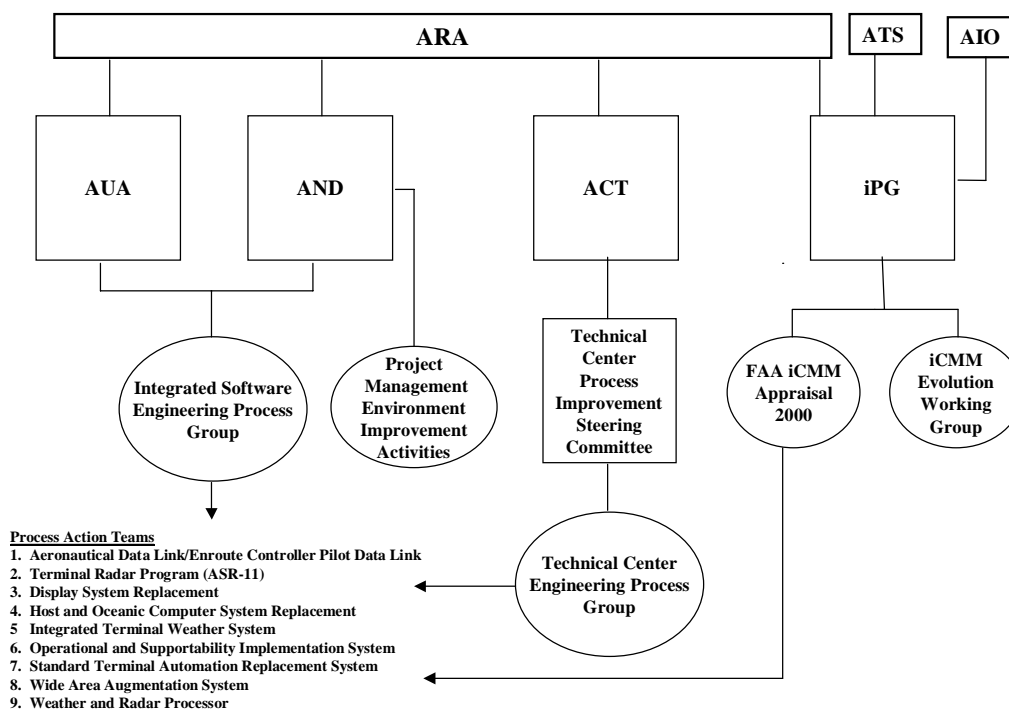 ARA
ATS
AIO
AUA
AND
ACT
iPG
Integrated Software
Engineering Process
Group
Project
Management
Environment
Improvement
Activities
Technical
Center
Process
Improvement
Steering
Committee
FAA iCMM
Appraisal
2000
iCMM
Evolution
Working
Group
Technical Center
Engineering Process
Group
Process Action Teams
1. Aeronautical Data Link/Enroute Controller Pilot Data Link
2. Terminal Radar Program (ASR-11)
3. Display System Replacement
4. Host and Oceanic Computer System Replacement
5 Integrated Terminal Weather System
6. Operational and Supportability Implementation System
7. Standard Terminal Automation Replacement System
8. Wide Area Augmentation System
9. Weather and Radar Processor